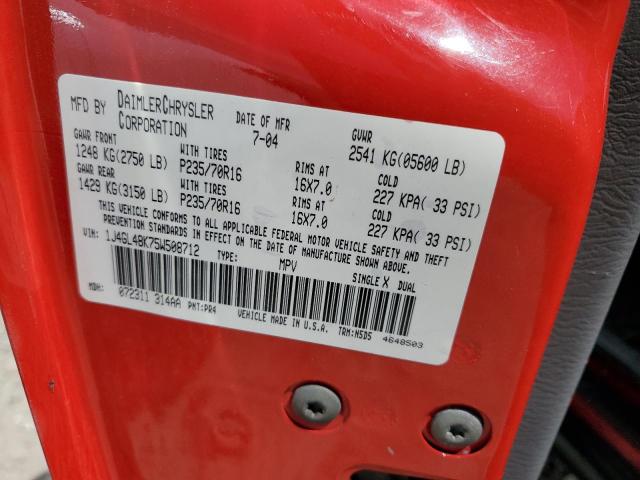 MFD BY DAIMLERCHRYSLER CORPORATION DATE OF MFR 7-04 GVWR 2541 KG(05600 LB)
GAWR FRONT WITH TIRES RIMS AT COLD
1248 KG(2750 LB) P235/70R16 16X7.0 227 KPA( 33 PSI)
GAWR REAR WITH TIRES RIMS AT COLD
1429 KG(3150 LB) P235/70R16 16X7.0 227 KPA( 33 PSI)
THIS VEHICLE CONFORMS TO ALL APPLICABLE FEDERAL MOTOR VEHICLE SAFETY AND THEFT
PREVENTION STANDARDS IN EFFECT ON THE DATE OF MANUFACTURE SHOWN ABOVE.
VIN: 1J4GL48K75W508712 TYPE: MPV SINGLE X DUAL
MDH: 072311 314AA PNT:PR4 VEHICLE MADE IN U.S.A. TRM:N5D5 4648503